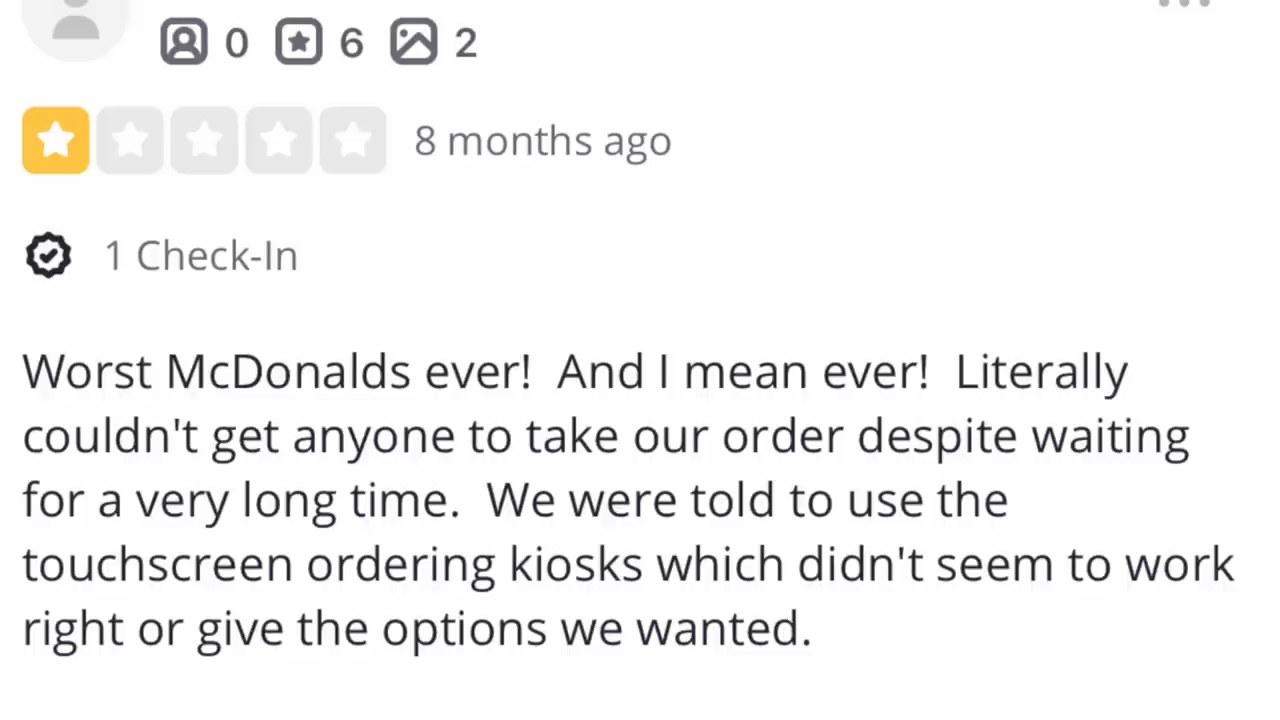 0 6 2
8 months ago
1 Check-In
Worst McDonalds ever!  And I mean ever!  Literally
couldn't get anyone to take our order despite waiting
for a very long time.  We were told to use the
touchscreen ordering kiosks which didn't seem to work
right or give the options we wanted.